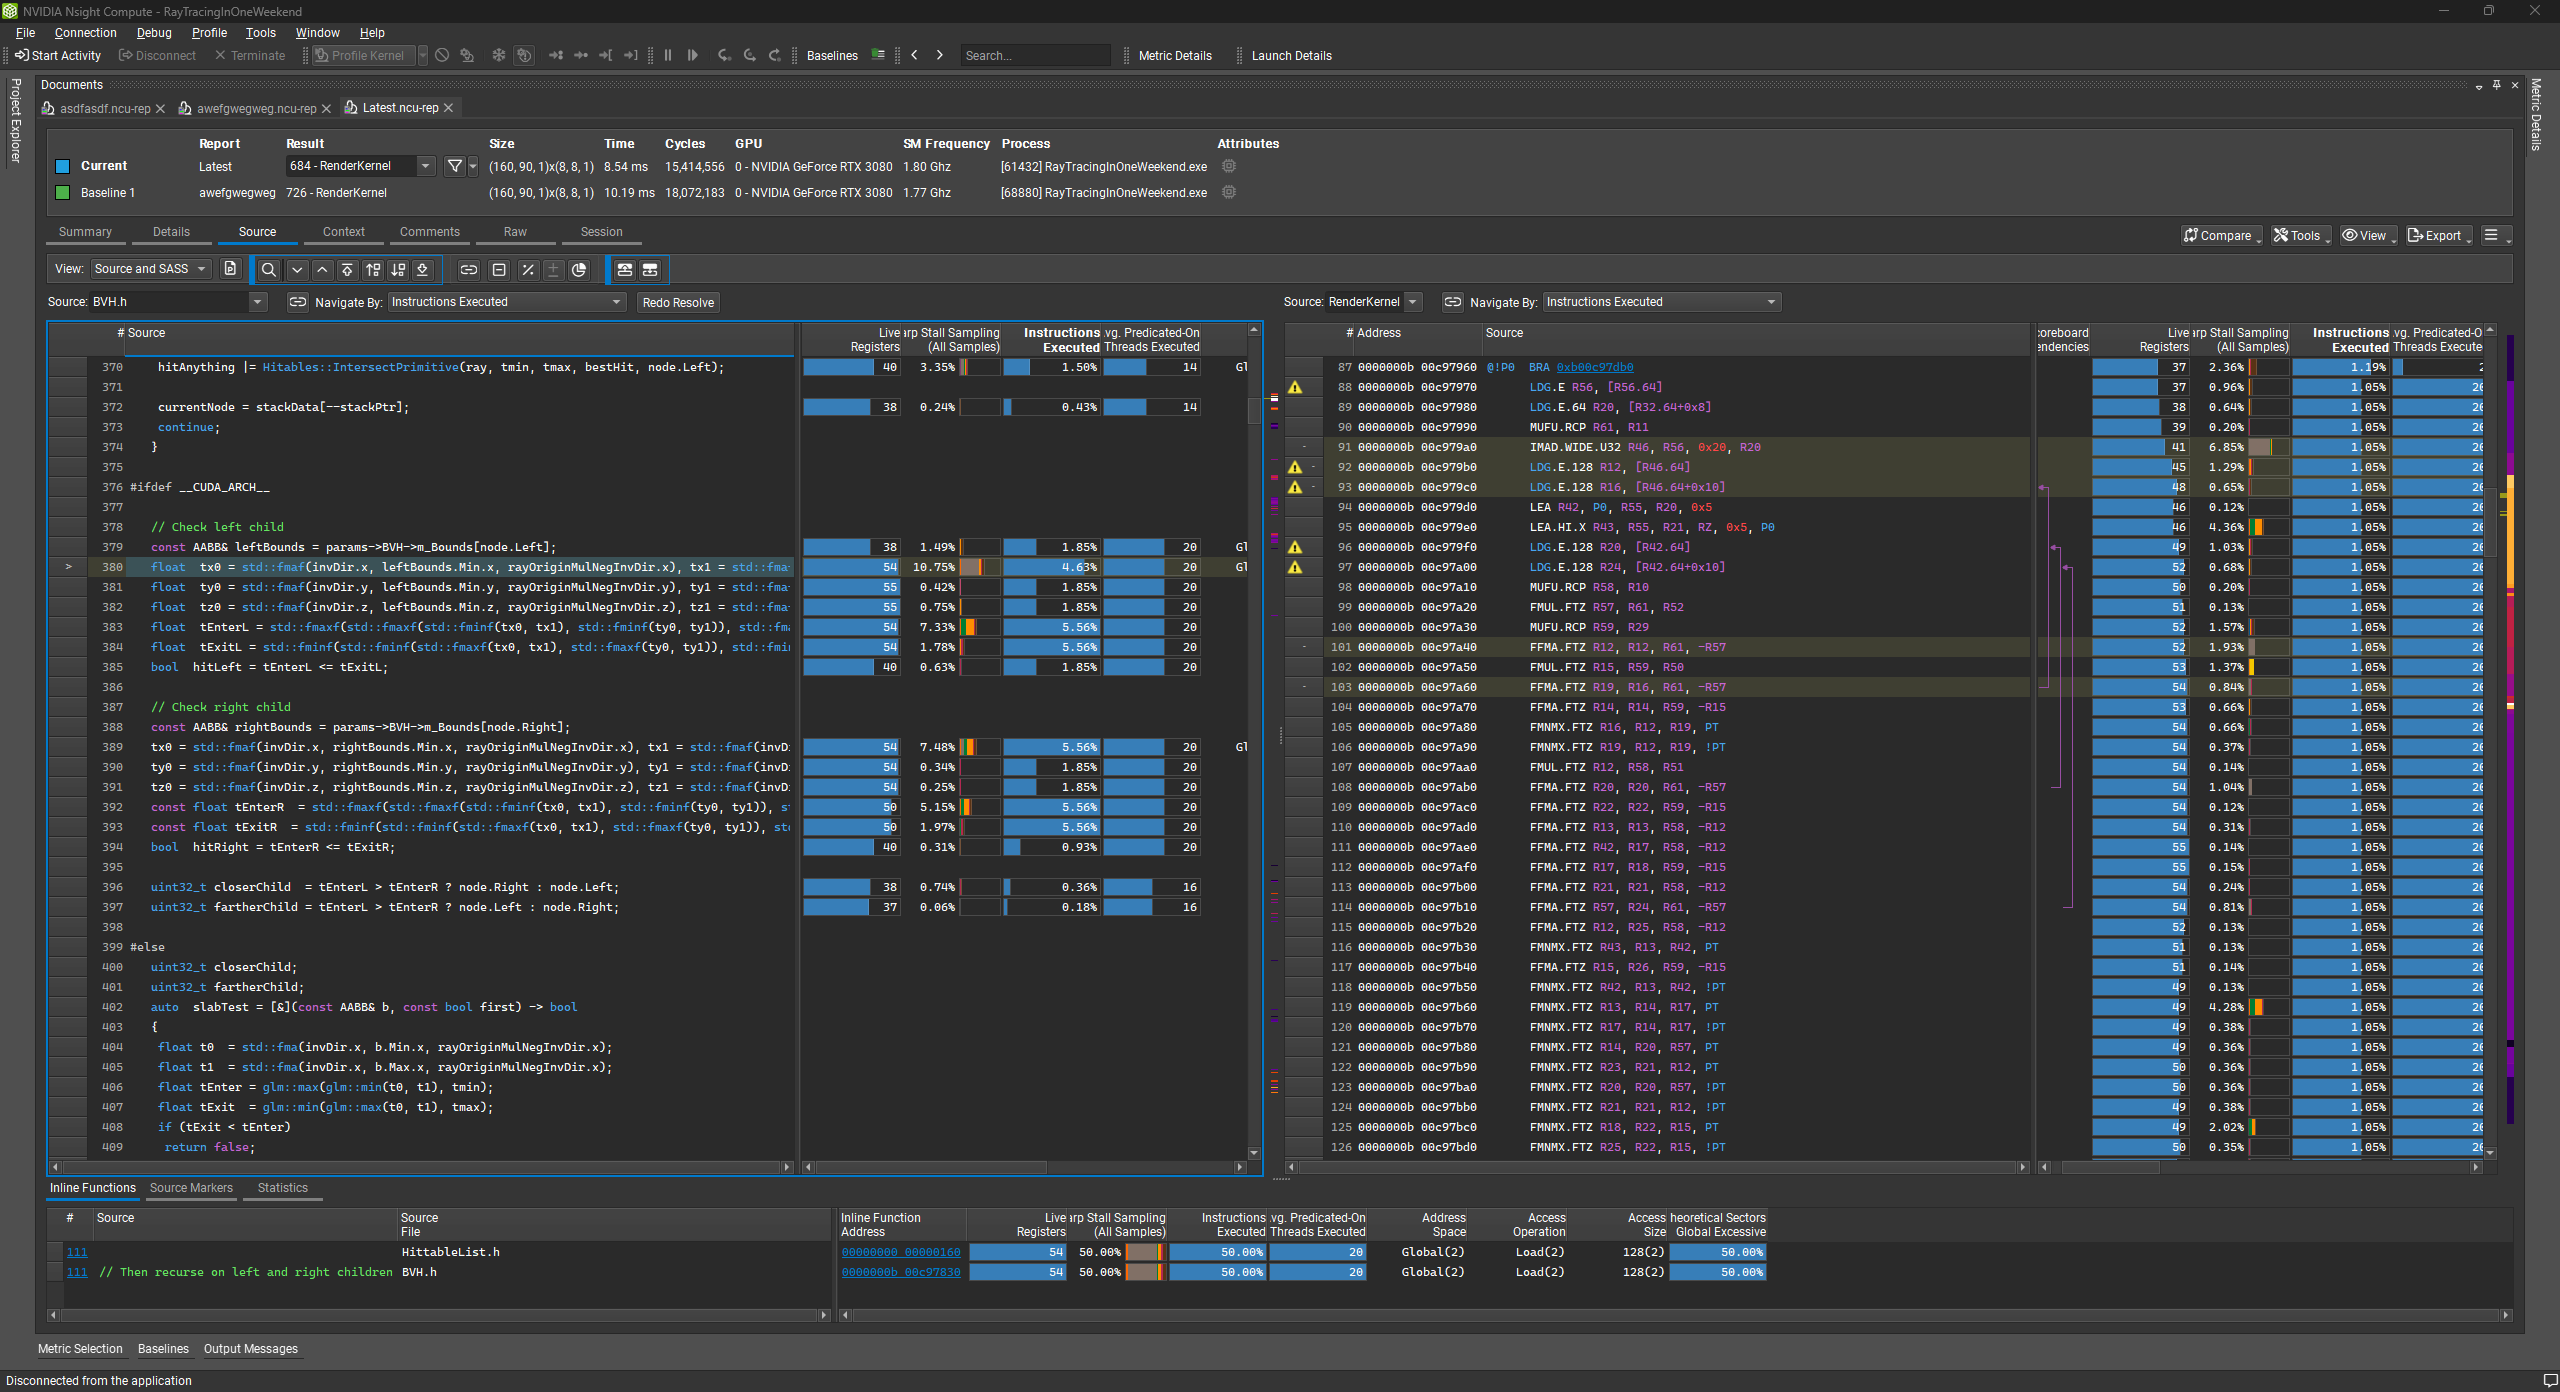 NVIDIA Nsight Compute - RayTracingInOneWeekend
File Connection Debug Profile Tools Window Help
Start Activity Disconnect Terminate Profile Kernel Baselines Search... Metric Details Launch Details
Project Explorer
Metric Details
Documents
asdfasdf.ncu-rep awefgwegweg.ncu-rep Latest.ncu-rep
Report Result Size Time Cycles GPU SM Frequency Process Attributes
Current Latest 684 - RenderKernel (160, 90, 1)x(8, 8, 1) 8.54 ms 15,414,556 0 - NVIDIA GeForce RTX 3080 1.80 Ghz [61432] RayTracingInOneWeekend.exe
Baseline 1 awefgwegweg 726 - RenderKernel (160, 90, 1)x(8, 8, 1) 10.19 ms 18,072,183 0 - NVIDIA GeForce RTX 3080 1.77 Ghz [68880] RayTracingInOneWeekend.exe
Summary Details Source Context Comments Raw Session Compare Tools View Export
View: Source and SASS
Source: BVH.h Navigate By: Instructions Executed Redo Resolve
# Source Live Registers arp Stall Sampling (All Samples) Instructions Executed vg. Predicated-On Threads Executed
370 hitAnything |= Hitables::IntersectPrimitive(ray, tmin, tmax, bestHit, node.Left); 40 3.35% 1.50% 14 Gl
371
372 currentNode = stackData[--stackPtr]; 38 0.24% 0.43% 14
373 continue;
374 }
375
376 #ifdef __CUDA_ARCH__
377
378 // Check left child
379 const AABB& leftBounds = params->BVH->m_Bounds[node.Left]; 38 1.49% 1.85% 20 Gl
> 380 float tx0 = std::fmaf(invDir.x, leftBounds.Min.x, rayOriginMulNegInvDir.x), tx1 = std::fma 54 10.75% 4.63% 20 Gl
381 float ty0 = std::fmaf(invDir.y, leftBounds.Min.y, rayOriginMulNegInvDir.y), ty1 = std::fma 55 0.42% 1.85% 20
382 float tz0 = std::fmaf(invDir.z, leftBounds.Min.z, rayOriginMulNegInvDir.z), tz1 = std::fma 55 0.75% 1.85% 20
383 float tEnterL = std::fmaxf(std::fmaxf(std::fminf(tx0, tx1), std::fminf(ty0, ty1)), std::fm 54 7.33% 5.56% 20
384 float tExitL = std::fminf(std::fminf(std::fmaxf(tx0, tx1), std::fmaxf(ty0, ty1)), std::fmi 54 1.78% 5.56% 20
385 bool hitLeft = tEnterL <= tExitL; 40 0.63% 1.85% 20
386
387 // Check right child
388 const AABB& rightBounds = params->BVH->m_Bounds[node.Right];
389 tx0 = std::fmaf(invDir.x, rightBounds.Min.x, rayOriginMulNegInvDir.x), tx1 = std::fmaf(invD 54 7.48% 5.56% 20 Gl
390 ty0 = std::fmaf(invDir.y, rightBounds.Min.y, rayOriginMulNegInvDir.y), ty1 = std::fmaf(invD 54 0.34% 1.85% 20
391 tz0 = std::fmaf(invDir.z, rightBounds.Min.z, rayOriginMulNegInvDir.z), tz1 = std::fmaf(invD 54 0.25% 1.85% 20
392 const float tEnterR = std::fmaxf(std::fmaxf(std::fminf(tx0, tx1), std::fminf(ty0, ty1)), s 50 5.15% 5.56% 20
393 const float tExitR = std::fminf(std::fminf(std::fmaxf(tx0, tx1), std::fmaxf(ty0, ty1)), std 50 1.97% 5.56% 20
394 bool hitRight = tEnterR <= tExitR; 40 0.31% 0.93% 20
395
396 uint32_t closerChild = tEnterL > tEnterR ? node.Right : node.Left; 38 0.74% 0.36% 16
397 uint32_t fartherChild = tEnterL > tEnterR ? node.Left : node.Right; 37 0.06% 0.18% 16
398
399 #else
400 uint32_t closerChild;
401 uint32_t fartherChild;
402 auto slabTest = [&](const AABB& b, const bool first) -> bool
403 {
404 float t0 = std::fma(invDir.x, b.Min.x, rayOriginMulNegInvDir.x);
405 float t1 = std::fma(invDir.x, b.Max.x, rayOriginMulNegInvDir.x);
406 float tEnter = glm::max(glm::min(t0, t1), tmin);
407 float tExit = glm::min(glm::max(t0, t1), tmax);
408 if (tExit < tEnter)
409 return false;
Source: RenderKernel Navigate By: Instructions Executed
# Address Source oreboard endencies Live Registers arp Stall Sampling (All Samples) Instructions Executed vg. Predicated-O Threads Execute
87 0000000b 00c97960 @!P0 BRA 0xb00c97db0 37 2.36% 1.19% 2
88 0000000b 00c97970 LDG.E R56, [R56.64] 37 0.96% 1.05% 20
89 0000000b 00c97980 LDG.E.64 R20, [R32.64+0x8] 38 0.64% 1.05% 20
90 0000000b 00c97990 MUFU.RCP R61, R11 39 0.20% 1.05% 20
91 0000000b 00c979a0 IMAD.WIDE.U32 R46, R56, 0x20, R20 41 6.85% 1.05% 20
92 0000000b 00c979b0 LDG.E.128 R12, [R46.64] 45 1.29% 1.05% 20
93 0000000b 00c979c0 LDG.E.128 R16, [R46.64+0x10] 48 0.65% 1.05% 20
94 0000000b 00c979d0 LEA R42, P0, R55, R20, 0x5 46 0.12% 1.05% 20
95 0000000b 00c979e0 LEA.HI.X R43, R55, R21, RZ, 0x5, P0 46 4.36% 1.05% 20
96 0000000b 00c979f0 LDG.E.128 R20, [R42.64] 49 1.03% 1.05% 20
97 0000000b 00c97a00 LDG.E.128 R24, [R42.64+0x10] 52 0.68% 1.05% 20
98 0000000b 00c97a10 MUFU.RCP R58, R10 50 0.20% 1.05% 20
99 0000000b 00c97a20 FMUL.FTZ R57, R61, R52 51 0.13% 1.05% 20
100 0000000b 00c97a30 MUFU.RCP R59, R29 52 1.57% 1.05% 20
101 0000000b 00c97a40 FFMA.FTZ R12, R12, R61, -R57 52 1.93% 1.05% 20
102 0000000b 00c97a50 FMUL.FTZ R15, R59, R50 53 1.37% 1.05% 20
103 0000000b 00c97a60 FFMA.FTZ R19, R16, R61, -R57 54 0.84% 1.05% 20
104 0000000b 00c97a70 FFMA.FTZ R14, R14, R59, -R15 53 0.66% 1.05% 20
105 0000000b 00c97a80 FMNMX.FTZ R16, R12, R19, PT 54 0.66% 1.05% 20
106 0000000b 00c97a90 FMNMX.FTZ R19, R12, R19, !PT 54 0.37% 1.05% 20
107 0000000b 00c97aa0 FMUL.FTZ R12, R58, R51 54 0.14% 1.05% 20
108 0000000b 00c97ab0 FFMA.FTZ R20, R20, R61, -R57 54 1.04% 1.05% 20
109 0000000b 00c97ac0 FFMA.FTZ R22, R22, R59, -R15 54 0.12% 1.05% 20
110 0000000b 00c97ad0 FFMA.FTZ R13, R13, R58, -R12 54 0.31% 1.05% 20
111 0000000b 00c97ae0 FFMA.FTZ R42, R17, R58, -R12 55 0.14% 1.05% 20
112 0000000b 00c97af0 FFMA.FTZ R17, R18, R59, -R15 55 0.15% 1.05% 20
113 0000000b 00c97b00 FFMA.FTZ R21, R21, R58, -R12 54 0.24% 1.05% 20
114 0000000b 00c97b10 FFMA.FTZ R57, R24, R61, -R57 54 0.81% 1.05% 20
115 0000000b 00c97b20 FFMA.FTZ R12, R25, R58, -R12 52 0.13% 1.05% 20
116 0000000b 00c97b30 FMNMX.FTZ R43, R13, R42, PT 51 0.13% 1.05% 20
117 0000000b 00c97b40 FFMA.FTZ R15, R26, R59, -R15 51 0.14% 1.05% 20
118 0000000b 00c97b50 FMNMX.FTZ R42, R13, R42, !PT 49 0.13% 1.05% 20
119 0000000b 00c97b60 FMNMX.FTZ R13, R14, R17, PT 49 4.28% 1.05% 20
120 0000000b 00c97b70 FMNMX.FTZ R17, R14, R17, !PT 49 0.38% 1.05% 20
121 0000000b 00c97b80 FMNMX.FTZ R14, R20, R57, PT 49 0.36% 1.05% 20
122 0000000b 00c97b90 FMNMX.FTZ R23, R21, R12, PT 50 0.36% 1.05% 20
123 0000000b 00c97ba0 FMNMX.FTZ R20, R20, R57, !PT 50 0.36% 1.05% 20
124 0000000b 00c97bb0 FMNMX.FTZ R21, R21, R12, !PT 49 0.38% 1.05% 20
125 0000000b 00c97bc0 FMNMX.FTZ R18, R22, R15, PT 49 2.02% 1.05% 20
126 0000000b 00c97bd0 FMNMX.FTZ R25, R22, R15, !PT 50 0.35% 1.05% 20
Inline Functions Source Markers Statistics
# Source Source File Inline Function Address Live Registers arp Stall Sampling (All Samples) Instructions Executed vg. Predicated-On Threads Executed Address Space Access Operation Access Size heoretical Sectors Global Excessive
111 HittableList.h 00000000 00000160 54 50.00% 50.00% 20 Global(2) Load(2) 128(2) 50.00%
111 // Then recurse on left and right children BVH.h 0000000b 00c97830 54 50.00% 50.00% 20 Global(2) Load(2) 128(2) 50.00%
Metric Selection Baselines Output Messages
Disconnected from the application